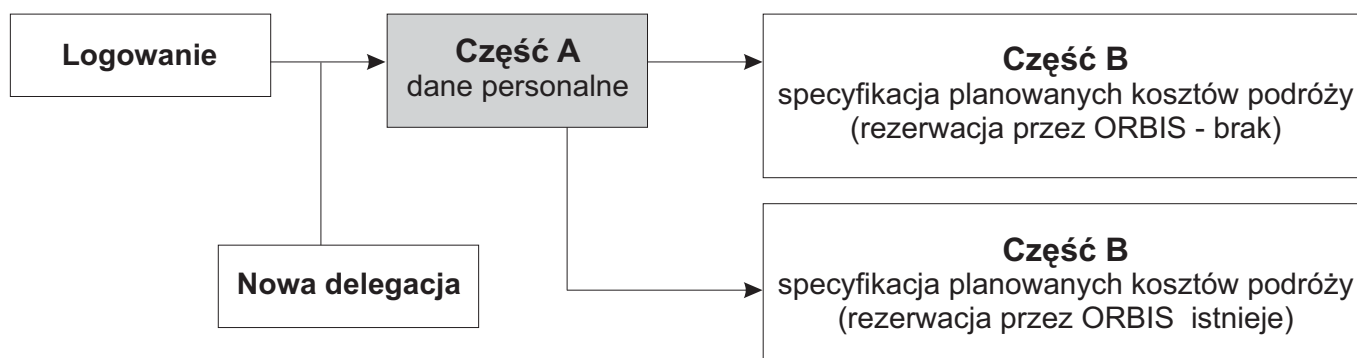 Logowanie
Część A
dane personalne
Część B
specyfikacja planowanych kosztów podróży
(rezerwacja przez ORBIS - brak)
Nowa delegacja
Część B
specyfikacja planowanych kosztów podróży
(rezerwacja przez ORBIS istnieje)